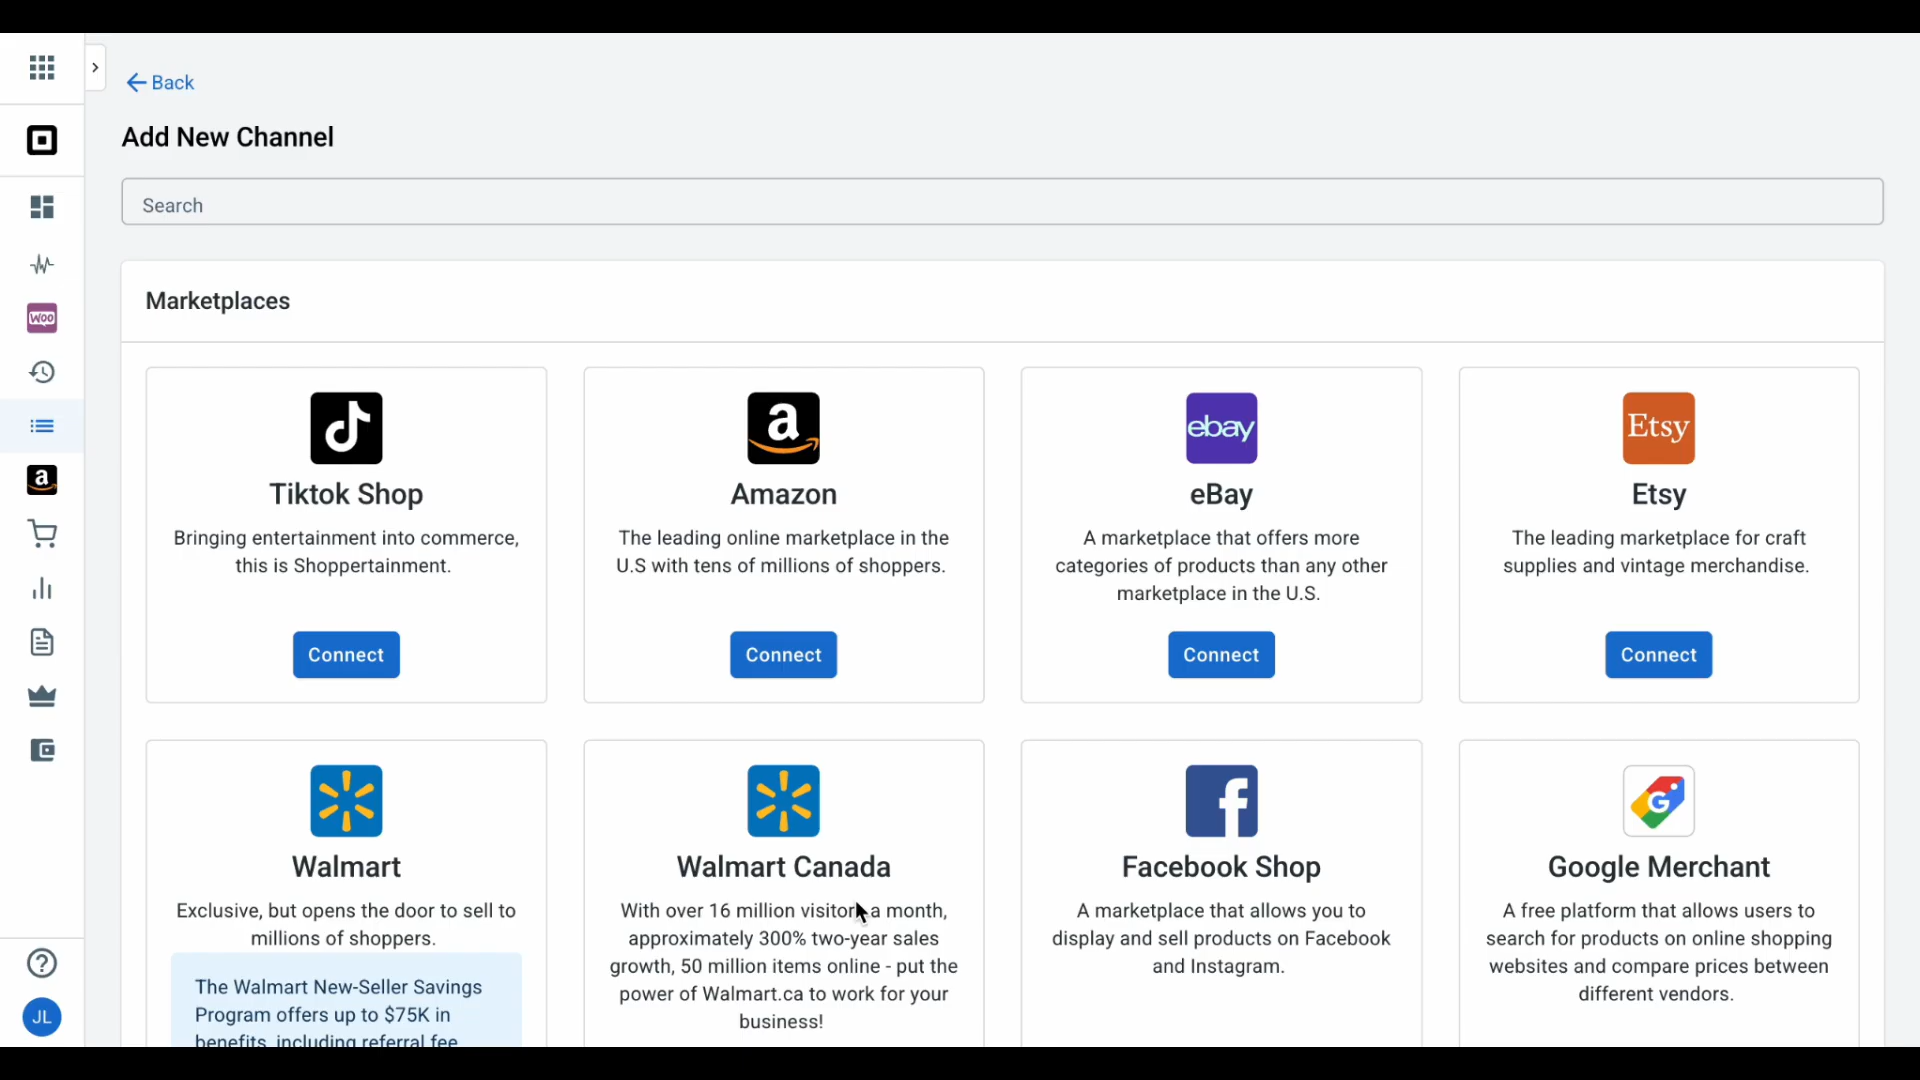 Back
Add New Channel
Search
Marketplaces
Tiktok Shop
Bringing entertainment into commerce,
this is Shoppertainment.
Connect
a
Amazon
The leading online marketplace in the
U.S with tens of millions of shoppers.
Connect
ebay
eBay
A marketplace that offers more
categories of products than any other
marketplace in the U.S.
Connect
Etsy
Etsy
The leading marketplace for craft
supplies and vintage merchandise.
Connect
Walmart
Exclusive, but opens the door to sell to
millions of shoppers.
The Walmart New-Seller Savings
Program offers up to $75K in
benefits, including referral fee
Walmart Canada
With over 16 million visitors a month,
approximately 300% two-year sales
growth, 50 million items online - put the
power of Walmart.ca to work for your
business!
f
Facebook Shop
A marketplace that allows you to
display and sell products on Facebook
and Instagram.
G
Google Merchant
A free platform that allows users to
search for products on online shopping
websites and compare prices between
different vendors.
WOO
a
JL